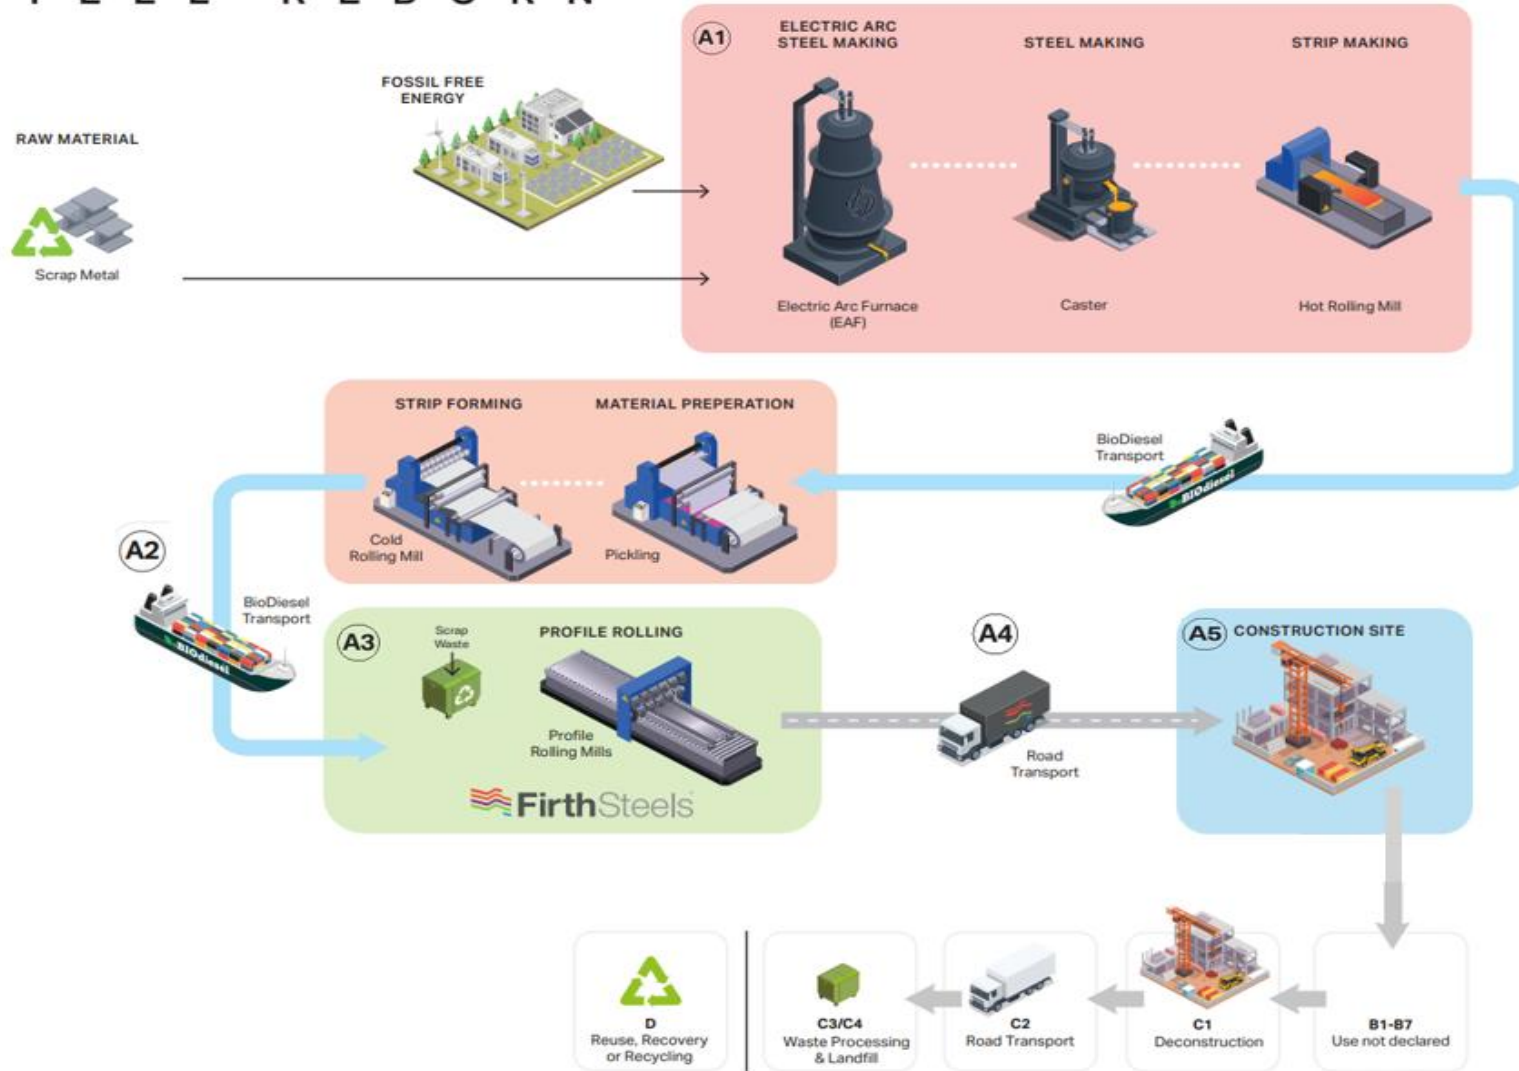 A1
ELECTRIC ARC
STEEL MAKING
STEEL MAKING
STRIP MAKING
FOSSIL FREE
ENERGY
RAW MATERIAL
Scrap Metal
Electric Arc Furnace
(EAF)
Caster
Hot Rolling Mill
STRIP FORMING
MATERIAL PREPERATION
BioDiesel
Transport
BIOdiesel
Cold
Rolling Mill
Pickling
A2
BioDiesel
Transport
BIOdiesel
A3
Scrap
Waste
PROFILE ROLLING
Profile
Rolling Mills
FirthSteels
A4
Road
Transport
A5
CONSTRUCTION SITE
D
Reuse, Recovery
or Recycling
C3/C4
Waste Processing
& Landfill
C2
Road Transport
C1
Deconstruction
B1-B7
Use not declared